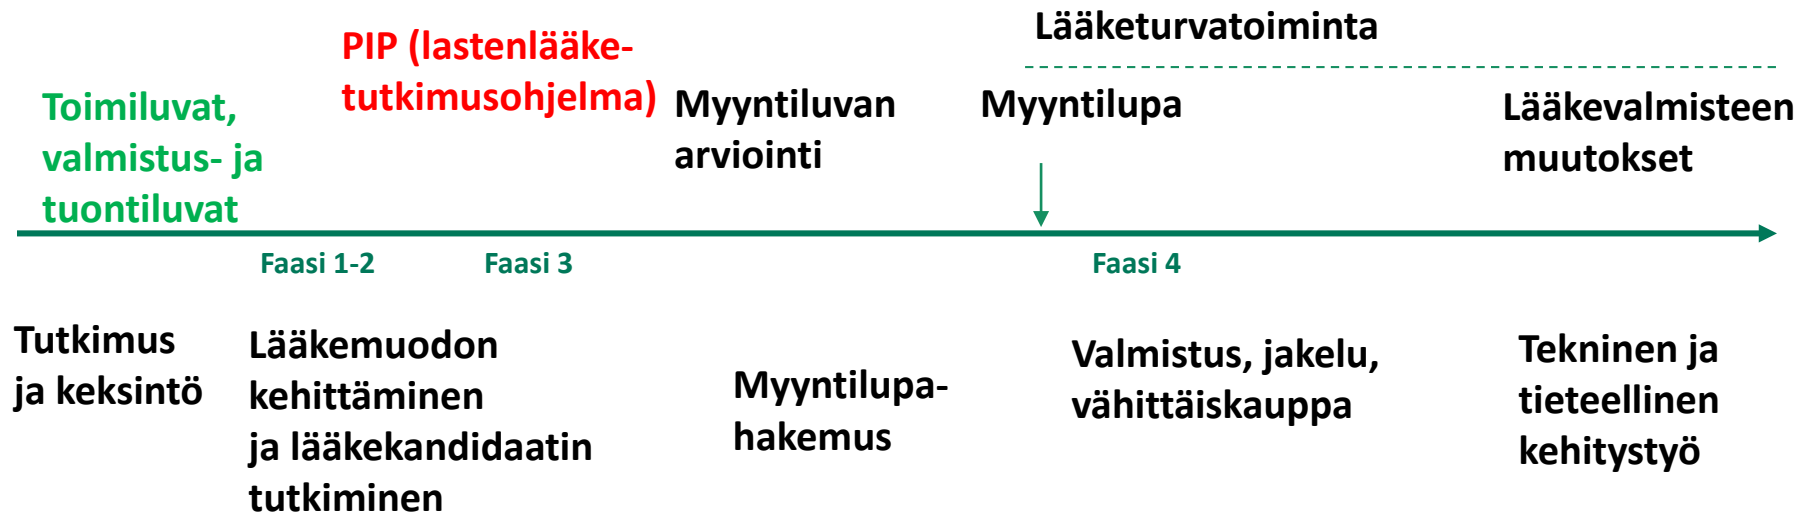 Lääketurvatoiminta
PIP (lastenlääke-
tutkimusohjelma)
Toimiluvat,
valmistus- ja
tuontiluvat
Myyntiluvan
arviointi
Myyntilupa
Lääkevalmisteen
muutokset
Faasi 1-2
Faasi 3
Faasi 4
Tutkimus
ja keksintö
Lääkemuodon
kehittäminen
ja lääkekandidaatin
tutkiminen
Myyntilupa-
hakemus
Valmistus, jakelu,
vähittäiskauppa
Tekninen ja
tieteellinen
kehitystyö